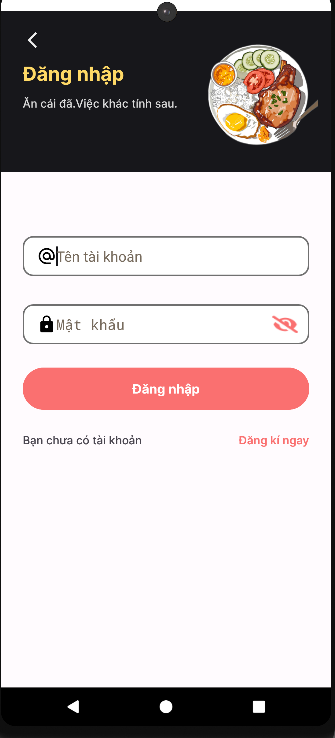 Đăng nhập
Ăn cái đã.Việc khác tính sau.
Tên tài khoản
Mật khẩu
Đăng nhập
Bạn chưa có tài khoản
Đăng kí ngay